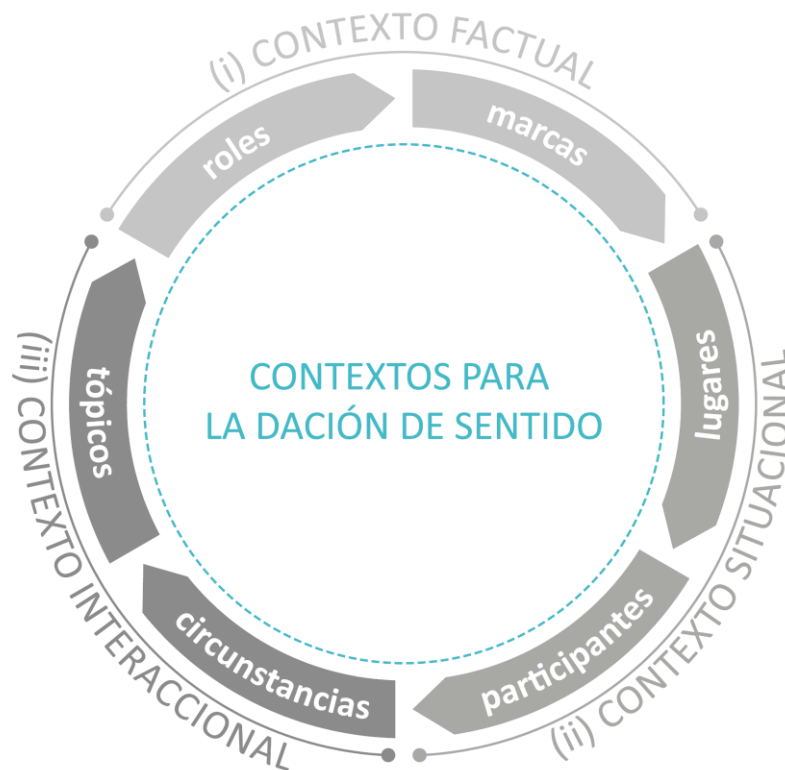 (i) CONTEXTO FACTUAL
roles
marcas
lugares
(ii) CONTEXTO SITUACIONAL
participantes
circunstancias
(iii) CONTEXTO INTERACCIONAL
tópicos
CONTEXTOS PARA
LA DACIÓN DE SENTIDO